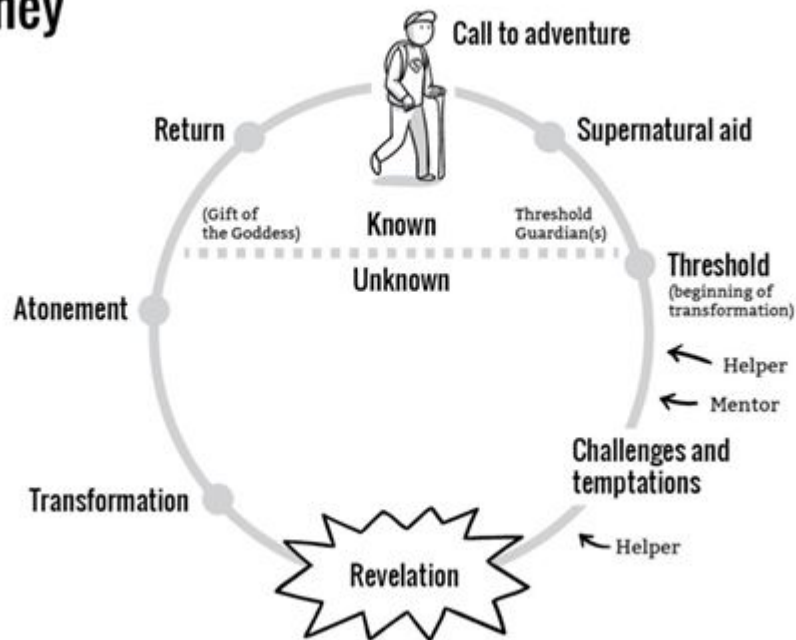 ney
Call to adventure
Return
Supernatural aid
(Gift of
the Goddess)
Known
Threshold
Guardian(s)
Unknown
Threshold
(beginning of
transformation)
Atonement
Helper
Mentor
Challenges and
temptations
Transformation
Helper
Revelation